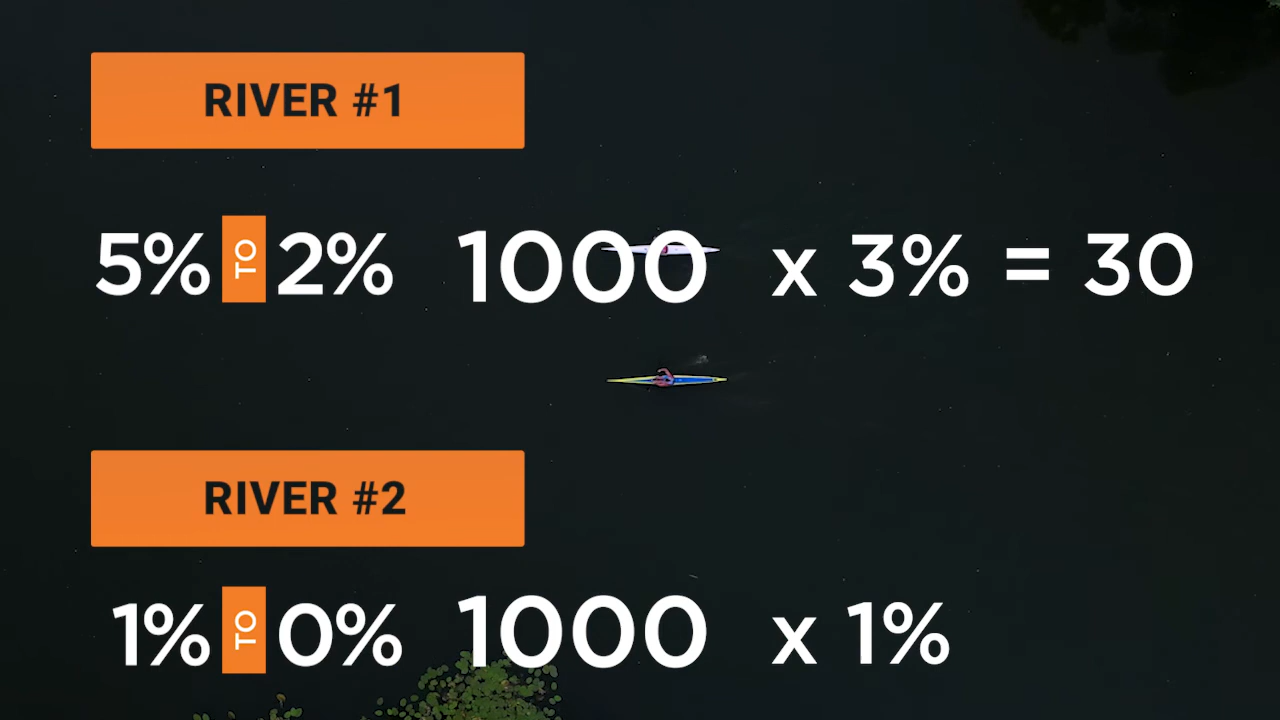 RIVER #1
5% TO 2% 1000 x 3% = 30
RIVER #2
1% TO 0% 1000 x 1%